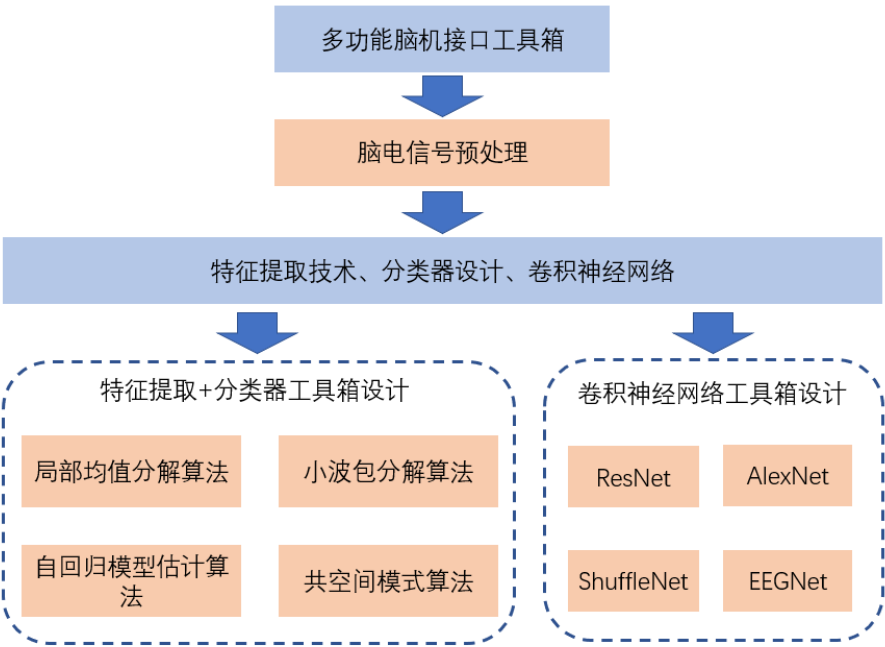 多功能脑机接口工具箱
脑电信号预处理
特征提取技术、分类器设计、卷积神经网络
特征提取+分类器工具箱设计
局部均值分解算法
小波包分解算法
自回归模型估计算
法
共空间模式算法
卷积神经网络工具箱设计
ResNet
AlexNet
ShuffleNet
EEGNet